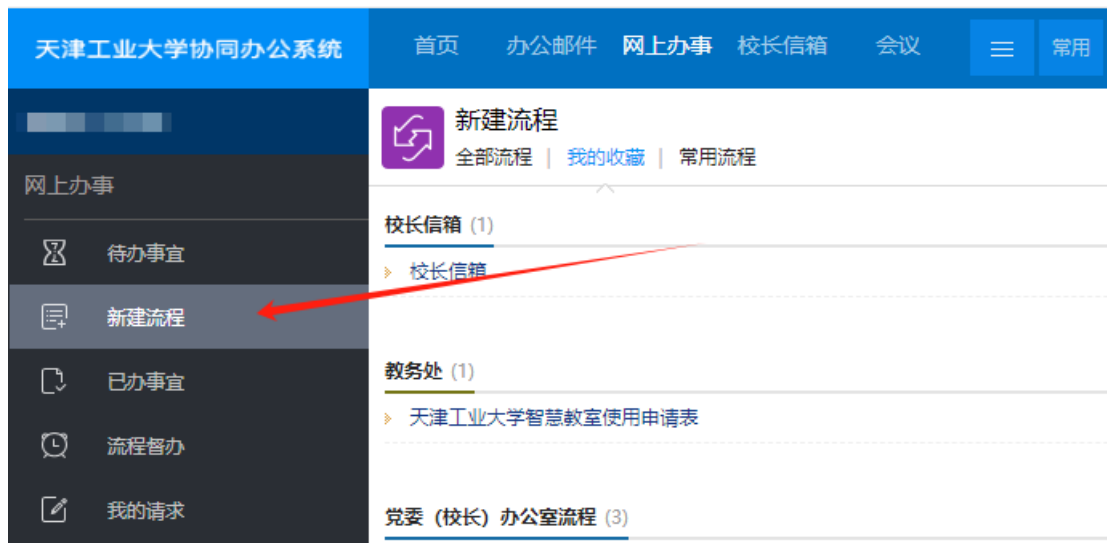 天津工业大学协同办公系统
首页 办公邮件 网上办事 校长信箱 会议 常用
新建流程
全部流程 | 我的收藏 | 常用流程
网上办事
待办事宜
新建流程
已办事宜
流程督办
我的请求
校长信箱 (1)
校长信箱
教务处 (1)
天津工业大学智慧教室使用申请表
党委（校长）办公室流程 (3)